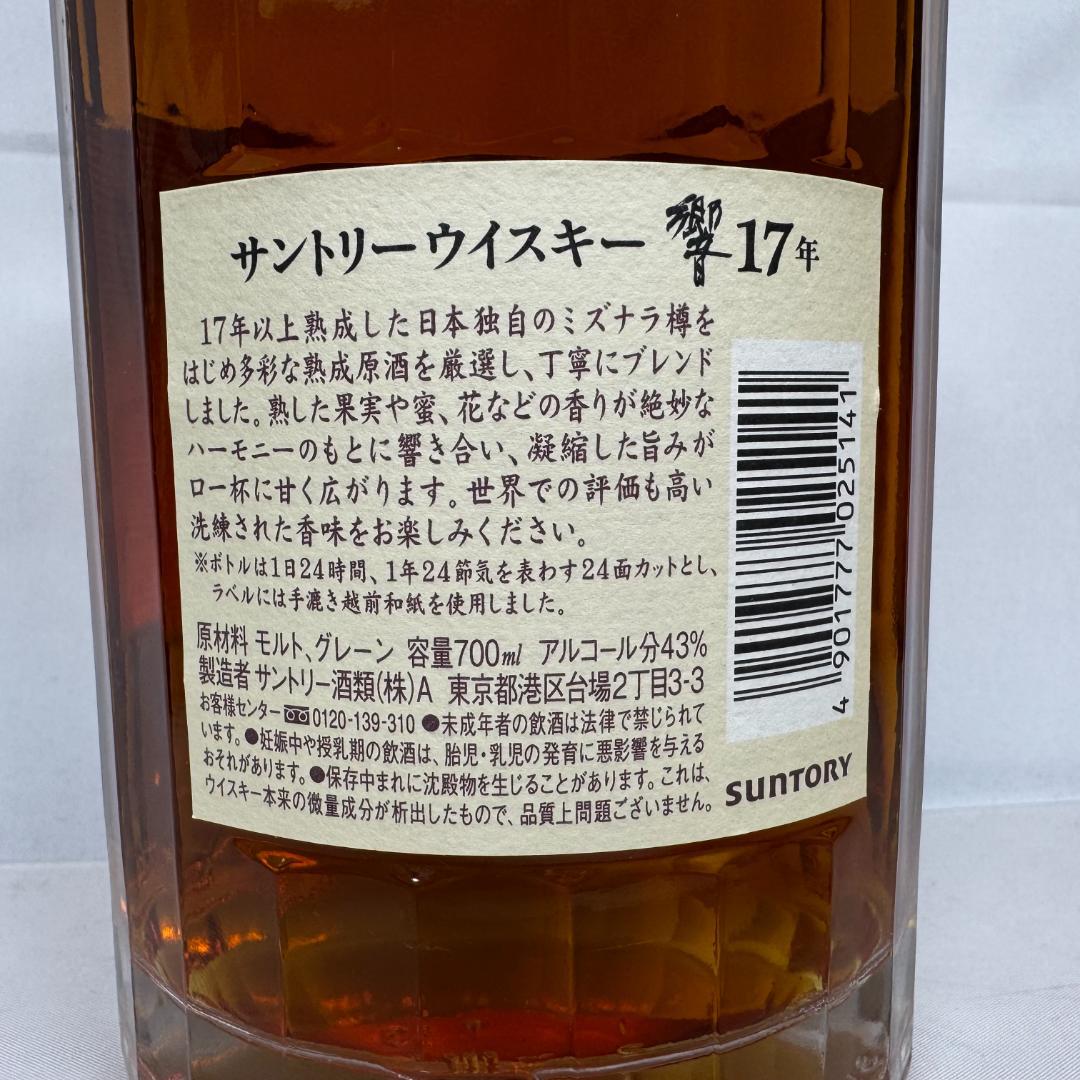 サントリーウイスキー 響 17年
17年以上熟成した日本独自のミズナラ樽を
はじめ多彩な熟成原酒を厳選し、丁寧にブレンド
しました。熟した果実や蜜、花などの香りが絶妙な
ハーモニーのもとに響き合い、凝縮した旨みが
口一杯に甘く広がります。世界での評価も高い
洗練された香味をお楽しみください。
※ボトルは1日24時間、1年24節気を表わす24面カットとし、
ラベルには手漉き越前和紙を使用しました。
原材料 モルト、グレーン 容量700ml アルコール分43%
製造者 サントリー酒類(株)A 東京都港区台場2丁目3-3
お客様センター 0120-139-310 ●未成年者の飲酒は法律で禁じられて
います。●妊娠中や授乳期の飲酒は、胎児・乳児の発育に悪影響を与える
おそれがあります。●保存中まれに沈殿物を生じることがあります。これは、
ウイスキー本来の微量成分が析出したもので、品質上問題ございません。
4 901777 025141
SUNTORY